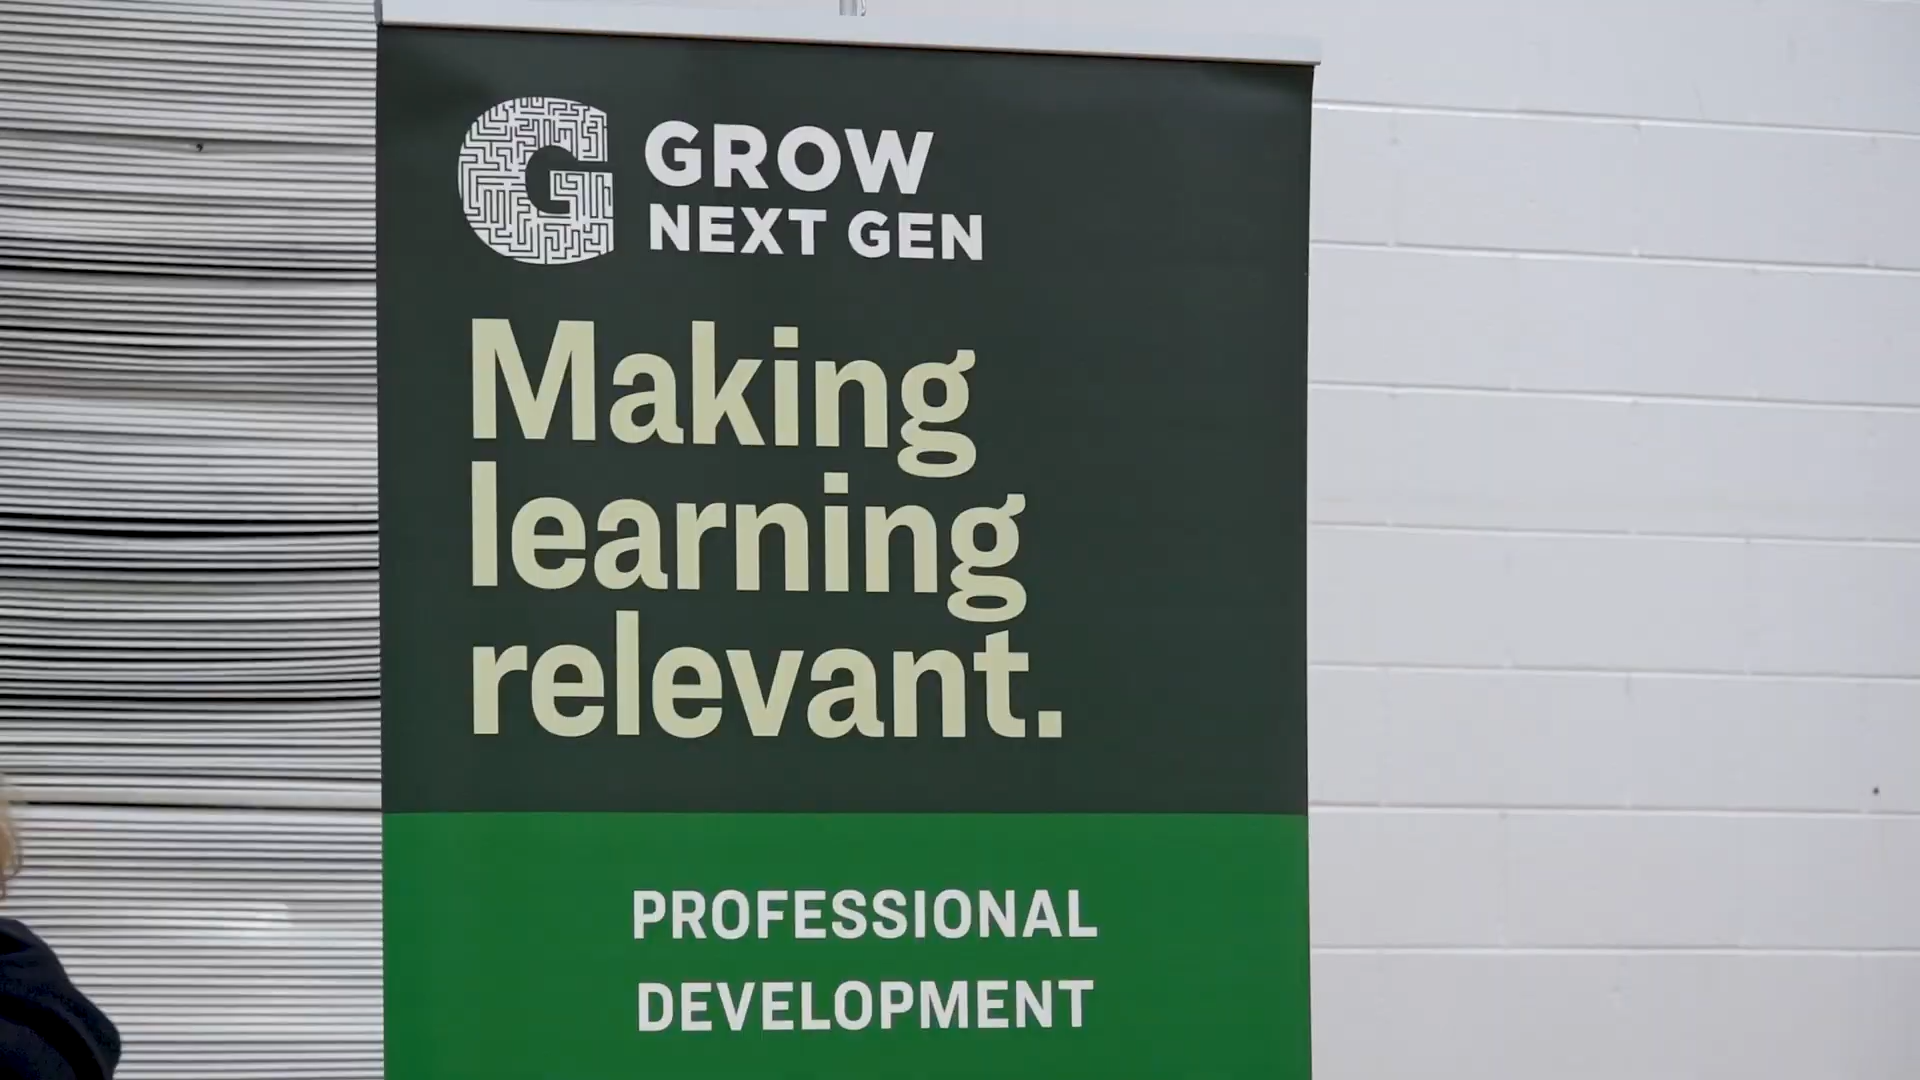 G GROW
NEXT GEN
Making
learning
relevant.
PROFESSIONAL
DEVELOPMENT